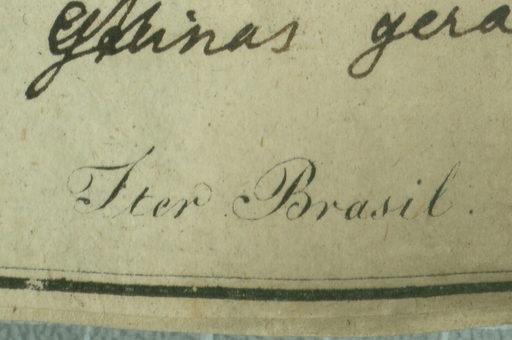 Minas gera
Iter Brasil.